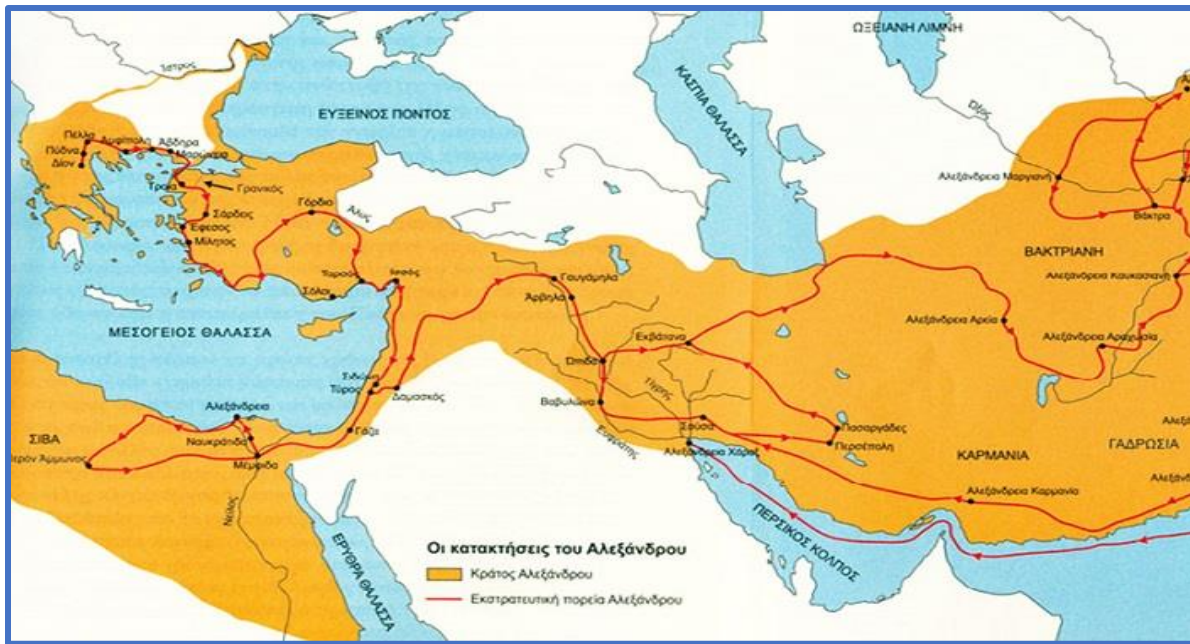 ΩΞΕΙΑΝΗ ΛΙΜΝΗ
Ίστρος
ΚΑΣΠΙΑ ΘΑΛΑΣΣΑ
Ώξος
ΕΥΞΕΙΝΟΣ ΠΟΝΤΟΣ
Πέλλα
Αμφίπολη
Άβδηρα
Μαρώνεια
Πύδνα
Δίον
Τροία
Γρανικός
Αλεξάνδρεια Μαργιανή
Βάκτρα
Σάρδεις
Γόρδιο
Άλυς
Έφεσος
Μίλητος
ΒΑΚΤΡΙΑΝΗ
Ταρσός
Ισσός
Γαυγάμηλα
Αλεξάνδρεια Καυκασιανή
Σόλοι
Άρβηλα
ΜΕΣΟΓΕΙΟΣ ΘΑΛΑΣΣΑ
Αλεξάνδρεια Αρεία
Εκβάτανα
Αλεξάνδρεια Αραχωσία
Ώπιδα
Σιδώνα
Τύρος
Δαμασκός
Τίγρης
Βαβυλώνα
Αλεξάνδρεια
Σούσα
Πασαργάδες
ΣΙΒΑ
Ναυκρατίδα
Γάζα
Ευφράτης
Περσέπολη
ΓΑΔΡΩΣΙΑ
Αλεξάνδρεια Χάραξ
ΚΑΡΜΑΝΙΑ
Μέμφιδα
ερόν Άμμωνος
Αλεξάνδρεια Καρμανία
Νείλος
ΠΕΡΣΙΚΟΣ ΚΟΛΠΟΣ
ΕΡΥΘΡΑ ΘΑΛΑΣΣΑ
Οι κατακτήσεις του Αλεξάνδρου
Κράτος Αλεξάνδρου
Εκστρατευτική πορεία Αλεξάνδρου